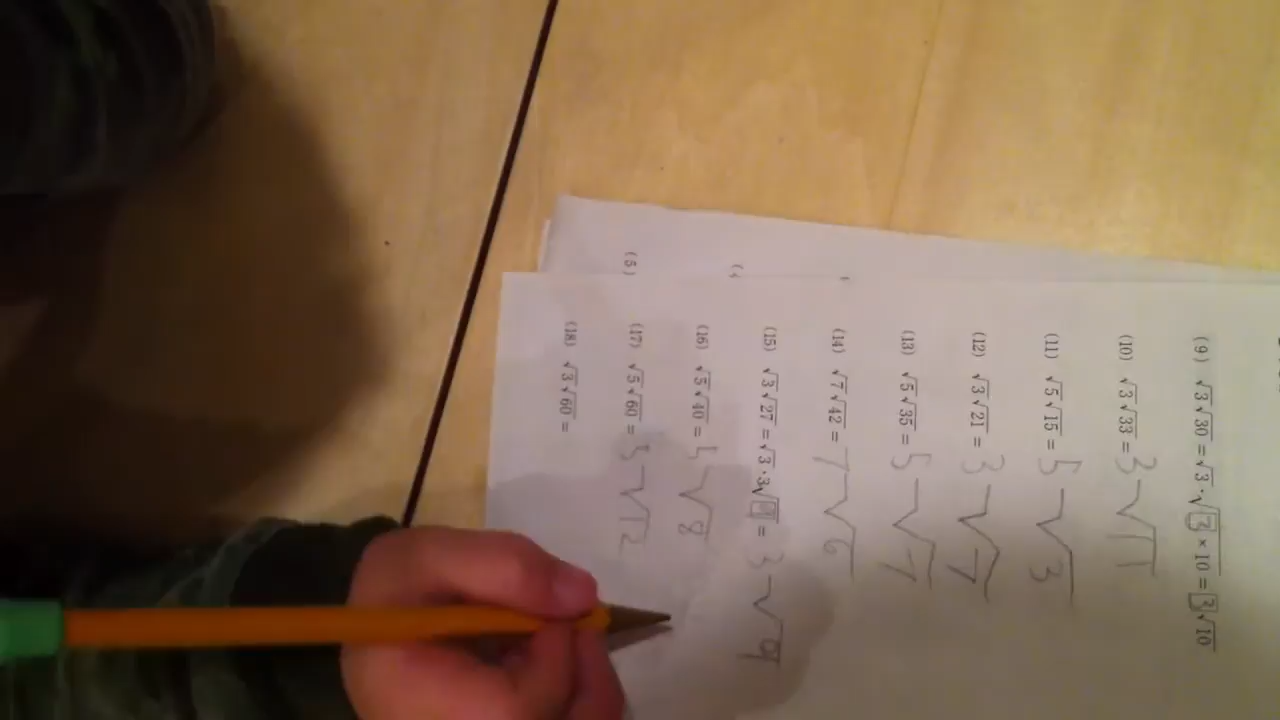 (9) √3√30 = √3・√3×10 = 3√10
(10) √3√33 = 3√11
(11) √5√15 = 5√3
(12) √3√21 = 3√7
(13) √5√35 = 5√7
(14) √7√42 = 7√6
(15) √3√27 = √3・3√9 = 3√9
(16) √5√40 = 5√8
(17) √5√60 = 5√12
(18) √3√60 =
(5)